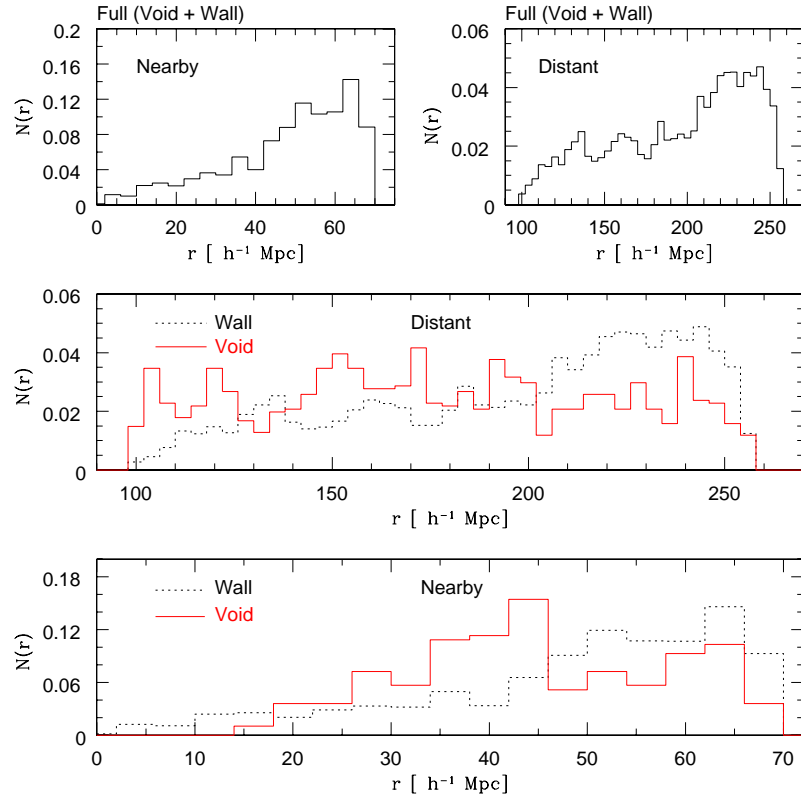 Full (Void + Wall)
Full (Void + Wall)
0.2
0.16
0.12
0.08
0.04
0
N(r)
Nearby
0 20 40 60
r [ h⁻¹ Mpc]
0.06
0.04
0.02
0
N(r)
Distant
100 150 200 250
r [ h⁻¹ Mpc]
0.06
0.04
0.02
0
N(r)
Wall
Void
Distant
100 150 200 250
r [ h⁻¹ Mpc]
0.18
0.12
0.06
0
N(r)
Wall
Void
Nearby
0 10 20 30 40 50 60 70
r [ h⁻¹ Mpc]